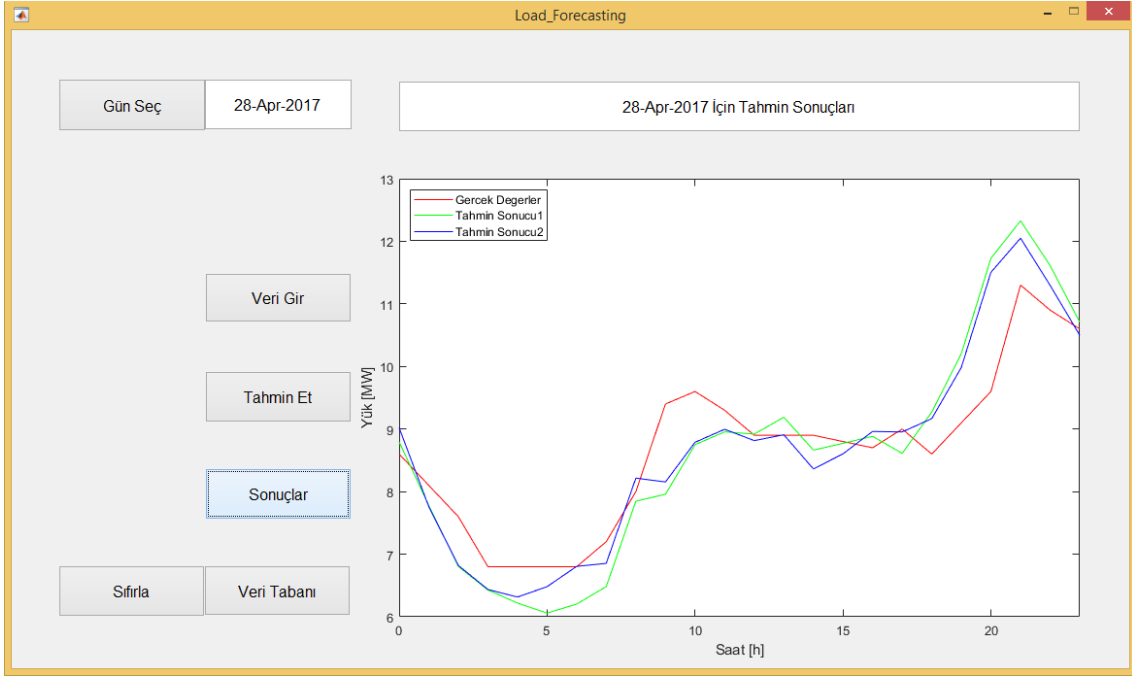 Load_Forecasting
Gün Seç
28-Apr-2017
28-Apr-2017 İçin Tahmin Sonuçları
Veri Gir
Tahmin Et
Sonuçlar
Sıfırla
Veri Tabanı
Gercek Degerler
Tahmin Sonucu1
Tahmin Sonucu2
Yük [MW]
13
12
11
10
9
8
7
6
0
5
10
15
20
Saat [h]